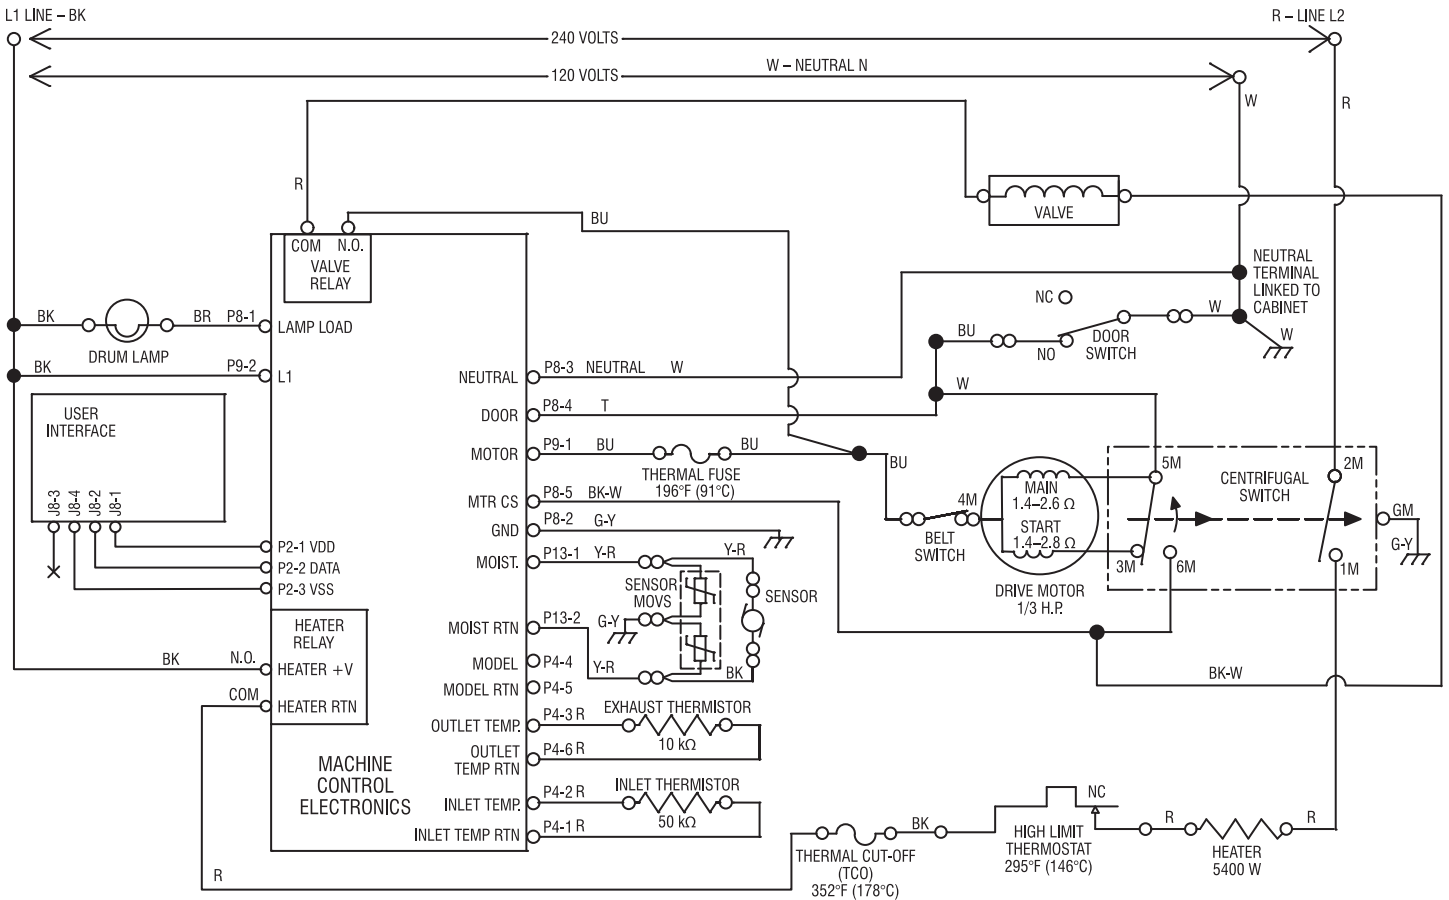 L1 LINE – BK
R – LINE L2
240 VOLTS
W – NEUTRAL N
120 VOLTS
W
R
R
VALVE
BU
COM N.O.
VALVE
RELAY
NEUTRAL
TERMINAL
LINKED TO
CABINET
NC
BK
BR
P8-1
LAMP LOAD
DRUM LAMP
BU
NO
DOOR
SWITCH
W
W
BK
P9-2
L1
NEUTRAL
P8-3
NEUTRAL
W
W
USER
INTERFACE
DOOR
P8-4
T
MOTOR
P9-1
BU
BU
THERMAL FUSE
196°F (91°C)
BU
5M
CENTRIFUGAL
SWITCH
2M
J8-3
J8-4
J8-2
J8-1
MTR CS
P8-5
BK-W
4M
MAIN
1.4–2.6 Ω
START
1.4–2.8 Ω
GM
G-Y
GND
P8-2
G-Y
BELT
SWITCH
P2-1 VDD
P2-2 DATA
P2-3 VSS
MOIST.
P13-1
Y-R
Y-R
3M
6M
1M
SENSOR
MOVS
SENSOR
DRIVE MOTOR
1/3 H.P.
HEATER
RELAY
MOIST RTN
P13-2
G-Y
BK
N.O.
HEATER +V
MODEL
P4-4
Y-R
BK
BK-W
COM
HEATER RTN
MODEL RTN
P4-5
OUTLET TEMP.
P4-3 R
EXHAUST THERMISTOR
10 kΩ
OUTLET
TEMP RTN
P4-6 R
MACHINE
CONTROL
ELECTRONICS
INLET TEMP.
P4-2 R
INLET THERMISTOR
50 kΩ
INLET TEMP RTN
P4-1 R
NC
BK
HIGH LIMIT
THERMOSTAT
295°F (146°C)
R
R
HEATER
5400 W
THERMAL CUT-OFF
(TCO)
352°F (178°C)
R